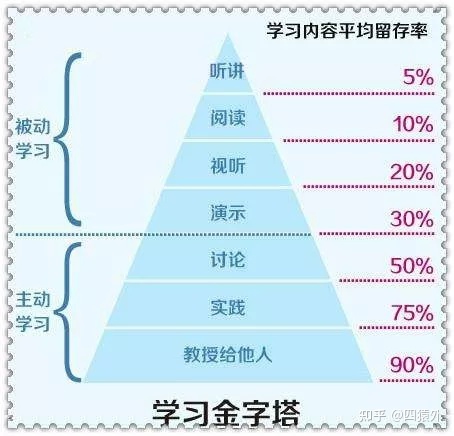 学习内容平均留存率
听讲 5%
阅读 10%
被动
学习
视听 20%
演示 30%
讨论 50%
主动
学习
实践 75%
教授给他人 90%
学习金字塔
知乎 @四猿外